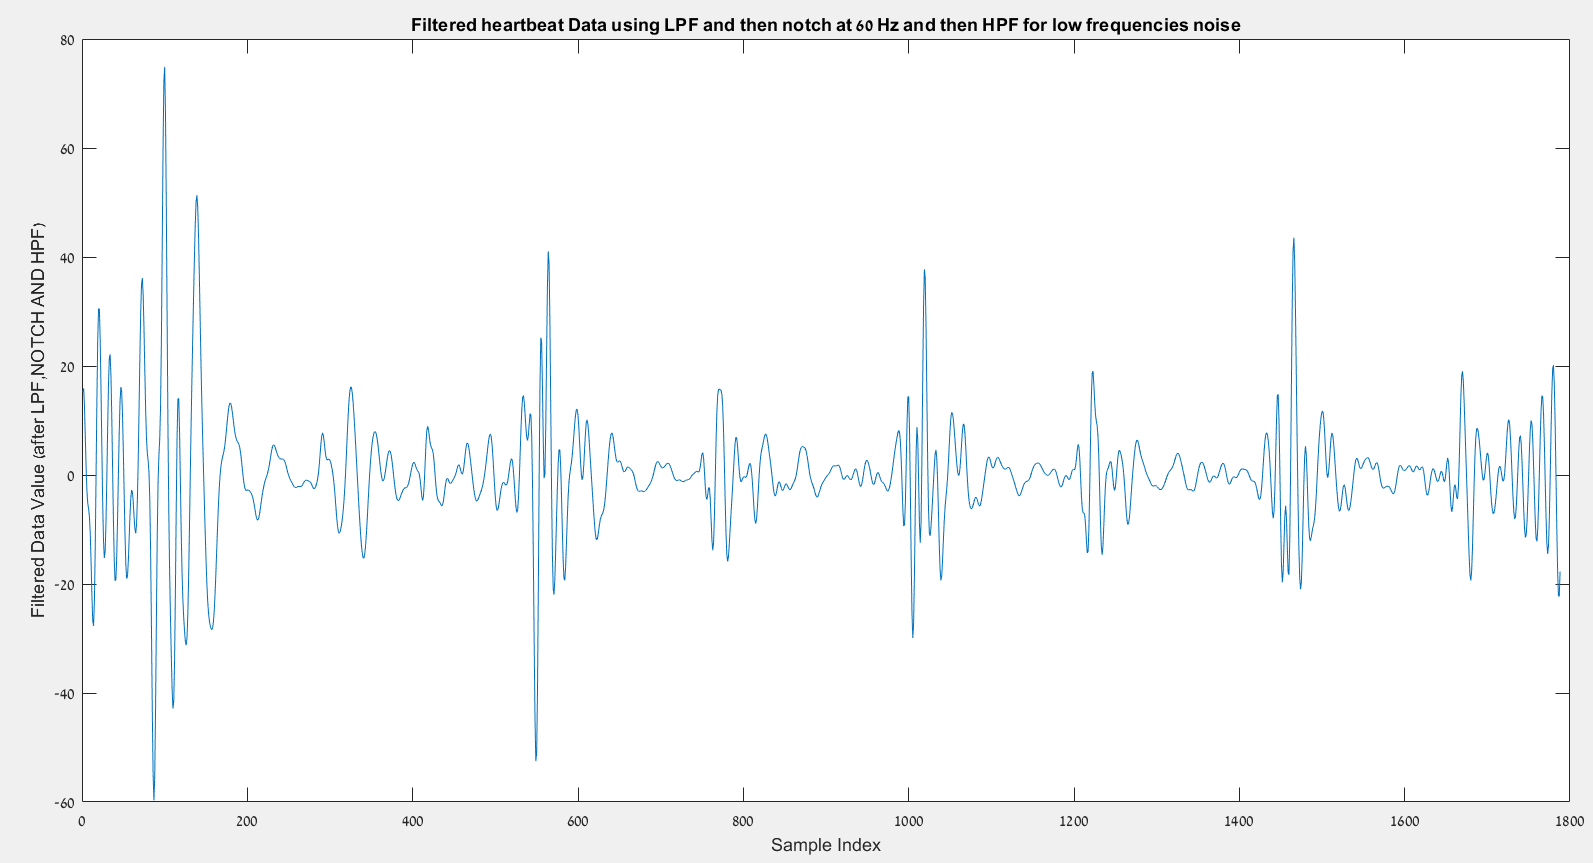 Filtered heartbeat Data using LPF and then notch at 60 Hz and then HPF for low frequencies noise
Filtered Data Value (after LPF,NOTCH AND HPF)
80
60
40
20
0
-20
-40
-60
0 200 400 600 800 1000 1200 1400 1600 1800
Sample Index